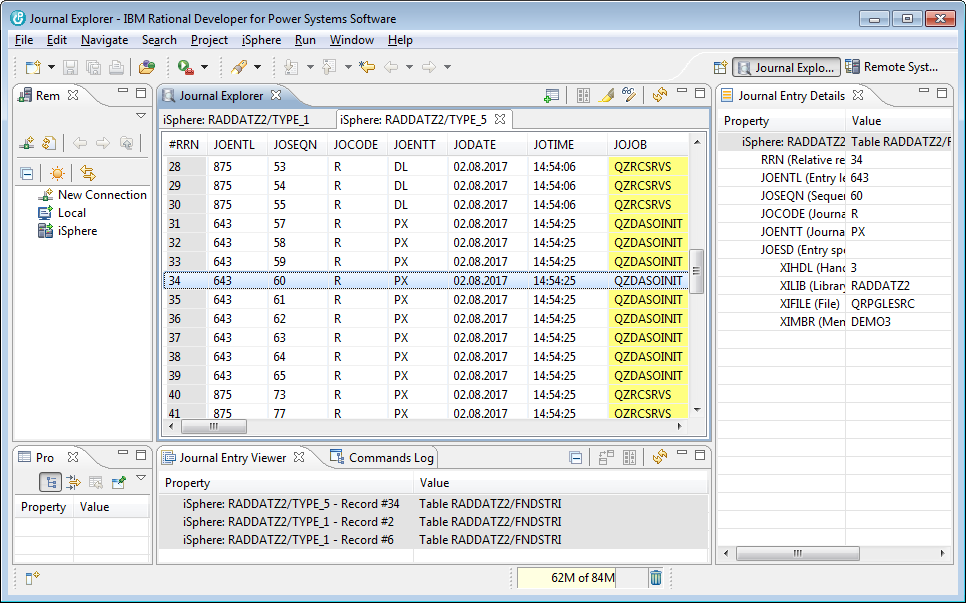 Journal Explorer - IBM Rational Developer for Power Systems Software
File Edit Navigate Search Project iSphere Run Window Help
Journal Explo... Remote Syst...
Rem
New Connection
Local
iSphere
Journal Explorer
iSphere: RADDATZ2/TYPE_1 iSphere: RADDATZ2/TYPE_5
#RRN JOENTL JOSEQN JOCODE JOENTT JODATE JOTIME JOJOB
28 875 53 R DL 02.08.2017 14:54:06 QZRCSRVS
29 875 54 R DL 02.08.2017 14:54:06 QZRCSRVS
30 875 55 R DL 02.08.2017 14:54:06 QZRCSRVS
31 643 57 R PX 02.08.2017 14:54:25 QZDASOINIT
32 643 58 R PX 02.08.2017 14:54:25 QZDASOINIT
33 643 59 R PX 02.08.2017 14:54:25 QZDASOINIT
34 643 60 R PX 02.08.2017 14:54:25 QZDASOINIT
35 643 61 R PX 02.08.2017 14:54:25 QZDASOINIT
36 643 62 R PX 02.08.2017 14:54:25 QZDASOINIT
37 643 63 R PX 02.08.2017 14:54:25 QZDASOINIT
38 643 64 R PX 02.08.2017 14:54:25 QZDASOINIT
39 643 65 R PX 02.08.2017 14:54:25 QZDASOINIT
40 875 73 R PX 02.08.2017 14:54:25 QZRCSRVS
41 875 77 R PX 02.08.2017 14:54:25 QZRCSRVS
Journal Entry Details
Property Value
iSphere: RADDATZ2 Table RADDATZ2/F
RRN (Relative re 34
JOENTL (Entry le 643
JOSEQN (Sequen 60
JOCODE (Journa R
JOENTT (Journa PX
JOESD (Entry spe
XIHDL (Hand 3
XILIB (Library RADDATZ2
XIFILE (File) QRPGLESRC
XIMBR (Mem DEMO3
Pro
Property Value
Journal Entry Viewer Commands Log
Property Value
iSphere: RADDATZ2/TYPE_5 - Record #34 Table RADDATZ2/FNDSTRI
iSphere: RADDATZ2/TYPE_1 - Record #2 Table RADDATZ2/FNDSTRI
iSphere: RADDATZ2/TYPE_1 - Record #6 Table RADDATZ2/FNDSTRI
62M of 84M